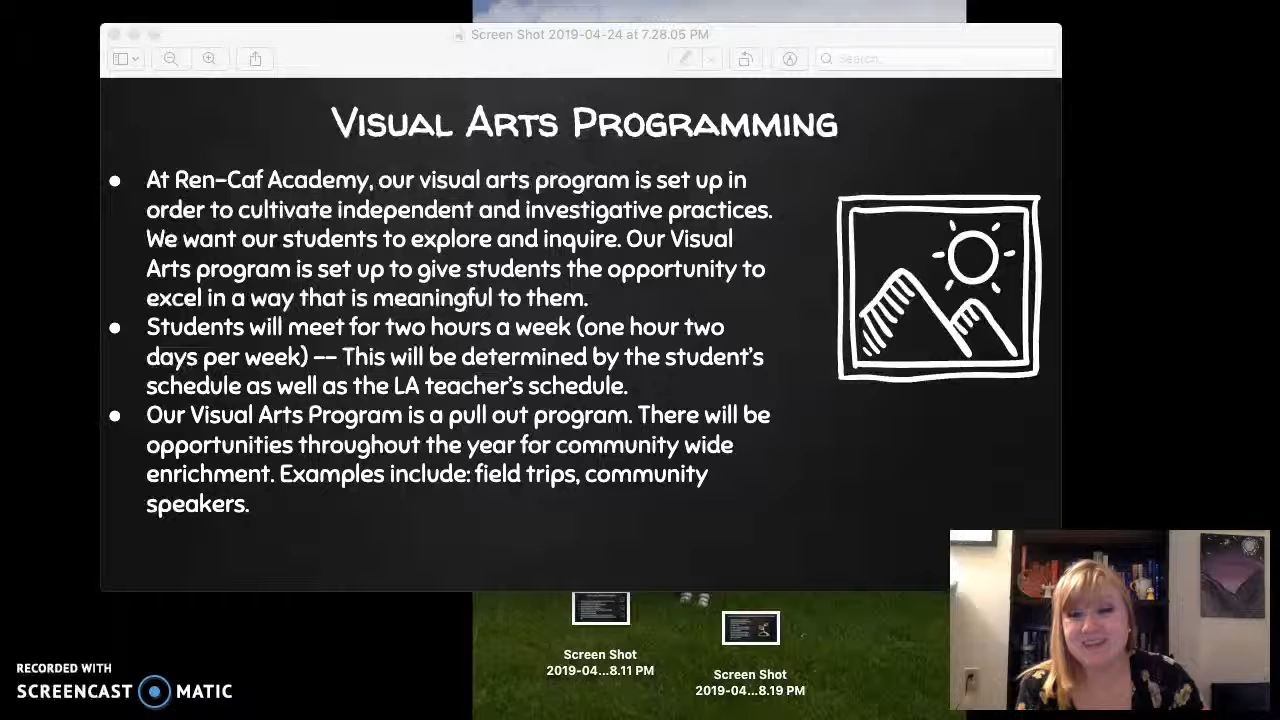 Screen Shot 2019-04-24 at 7.28.05 PM
Search
Visual Arts Programming
● At Ren-Caf Academy, our visual arts program is set up in
order to cultivate independent and investigative practices.
We want our students to explore and inquire. Our Visual
Arts program is set up to give students the opportunity to
excel in a way that is meaningful to them.
● Students will meet for two hours a week (one hour two
days per week) -- This will be determined by the student's
schedule as well as the LA teacher's schedule.
● Our Visual Arts Program is a pull out program. There will be
opportunities throughout the year for community wide
enrichment. Examples include: field trips, community
speakers.
Screen Shot
2019-04...8.11 PM
Screen Shot
2019-04...8.19 PM
RECORDED WITH
SCREENCAST MATIC